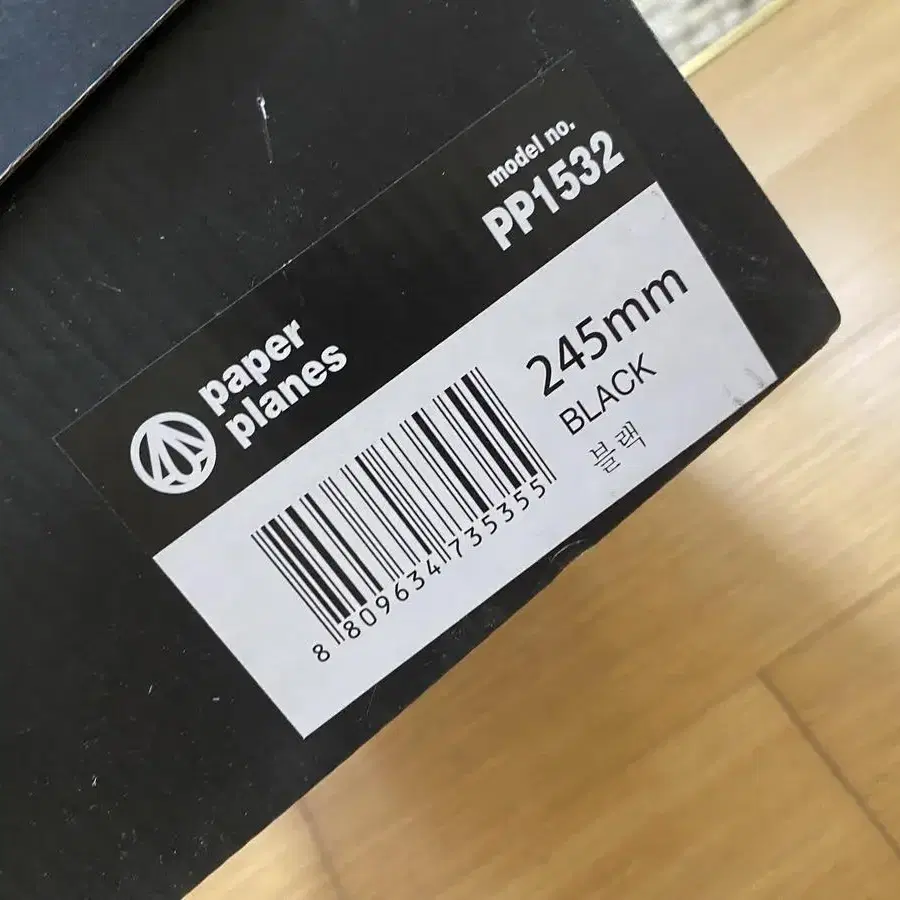 paper
planes
model no.
PP1532
245mm
BLACK
블랙
8 809634 735355